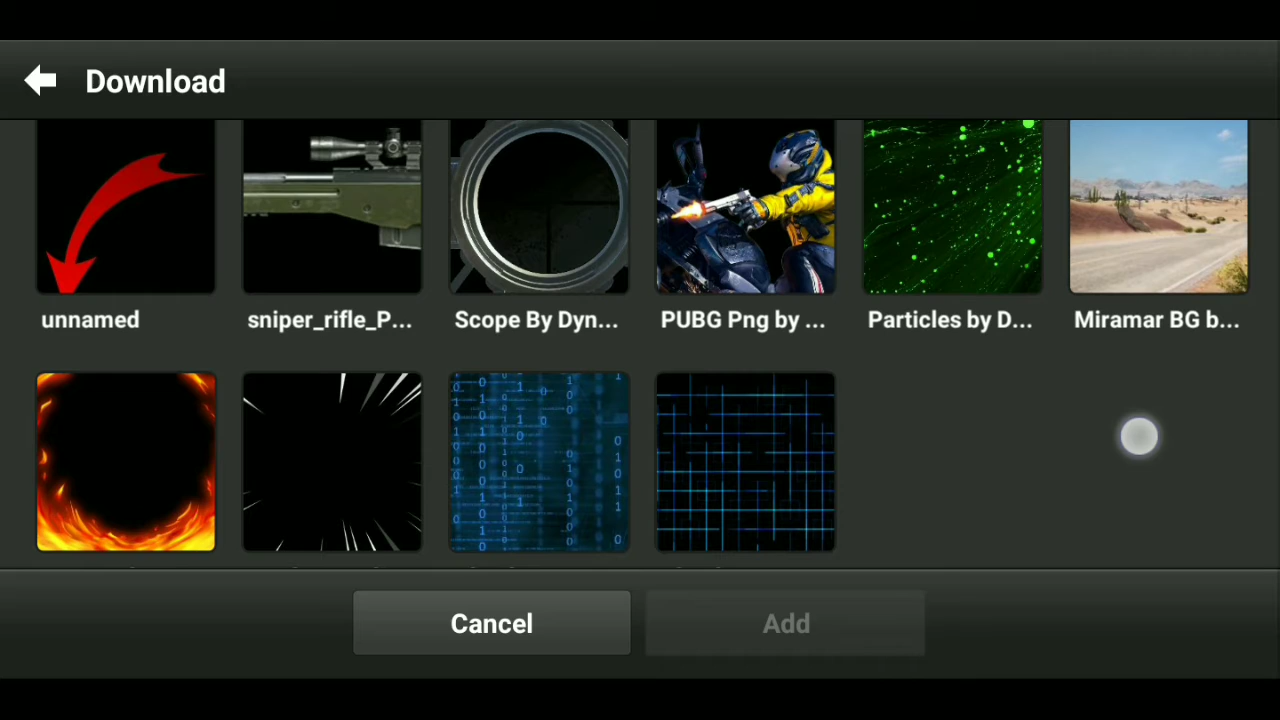 Download
unnamed
sniper_rifle_P...
Scope By Dyn...
PUBG Png by ...
Particles by D...
Miramar BG b...
Cancel
Add